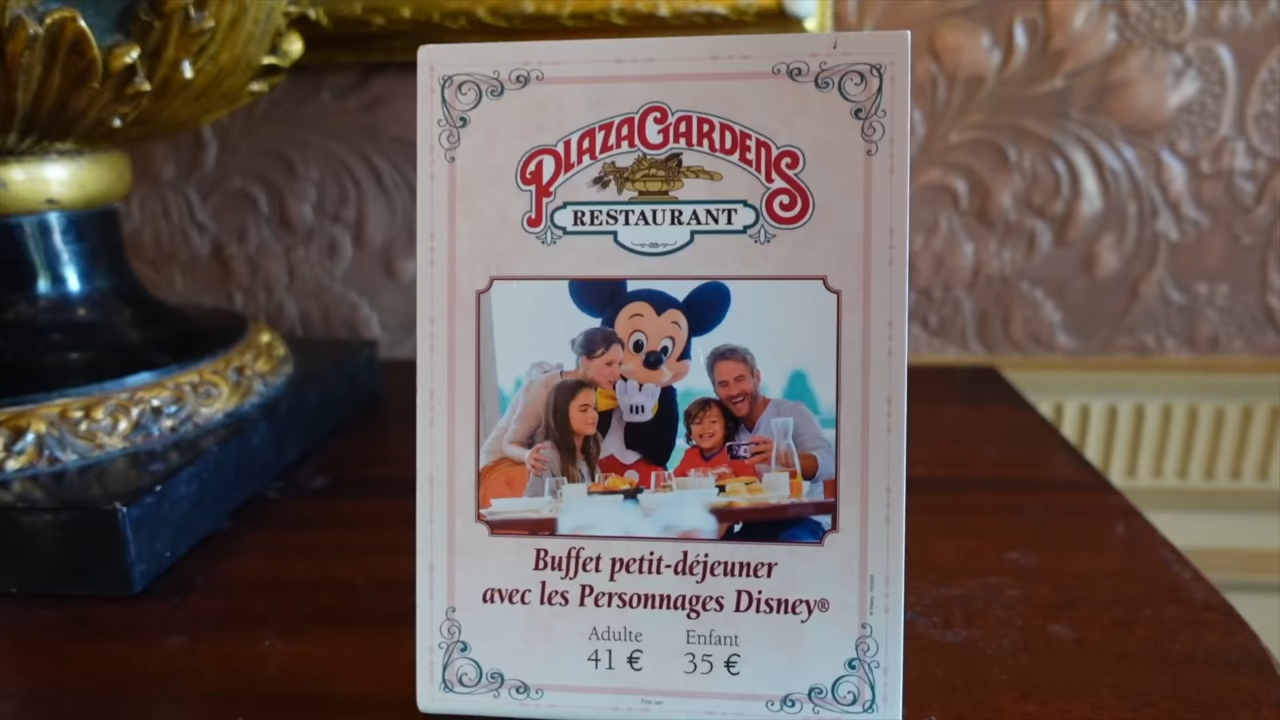 PLAZA GARDENS
RESTAURANT
Buffet petit-déjeuner
avec les Personnages Disney®
Adulte Enfant
41 € 35 €